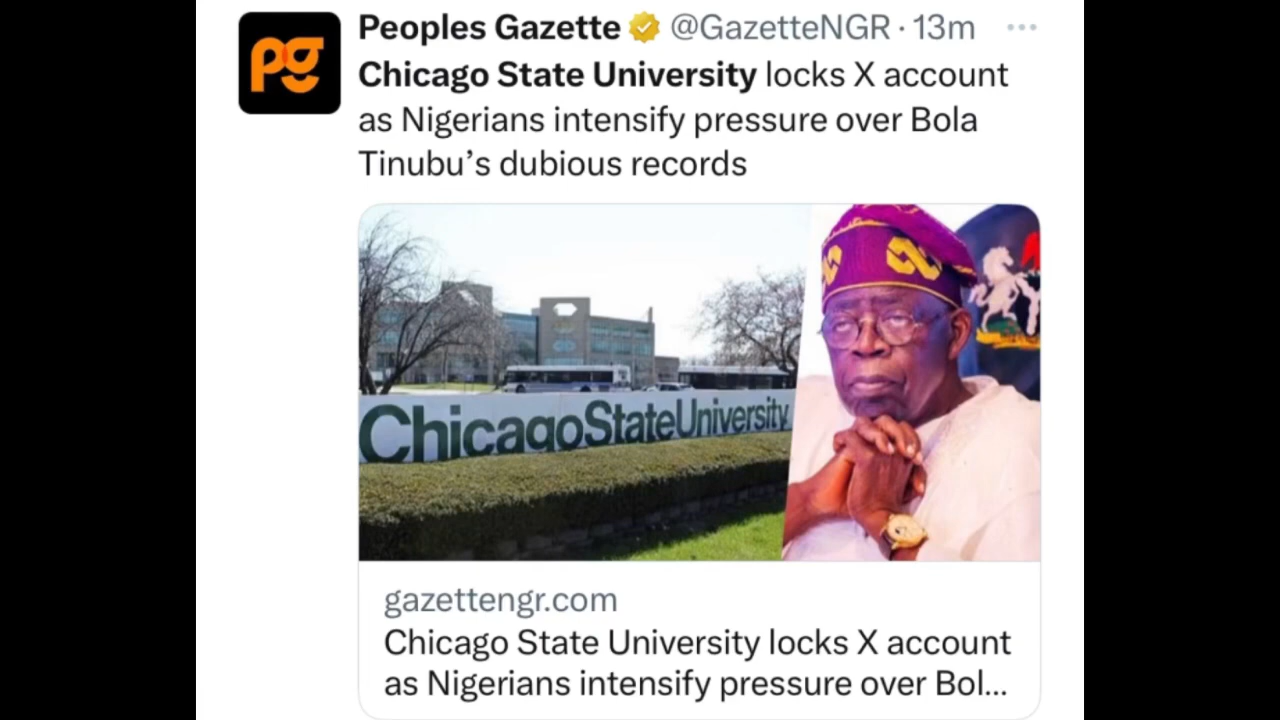 pg
Peoples Gazette @GazetteNGR · 13m
Chicago State University locks X account
as Nigerians intensify pressure over Bola
Tinubu’s dubious records
ChicagoStateUniversity
gazettengr.com
Chicago State University locks X account
as Nigerians intensify pressure over Bol...